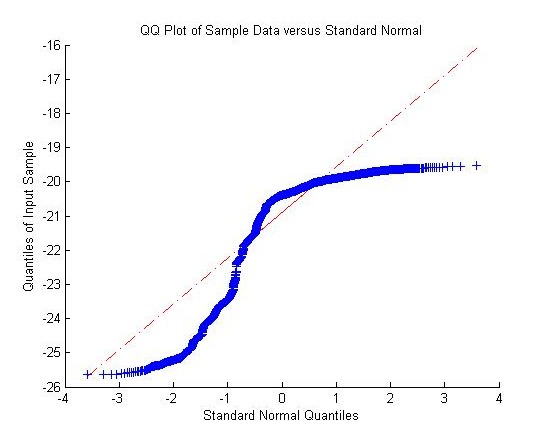 QQ Plot of Sample Data versus Standard Normal
-16
-17
-18
-19
-20
-21
-22
-23
-24
-25
-26
Quantiles of Input Sample
-4 -3 -2 -1 0 1 2 3 4
Standard Normal Quantiles